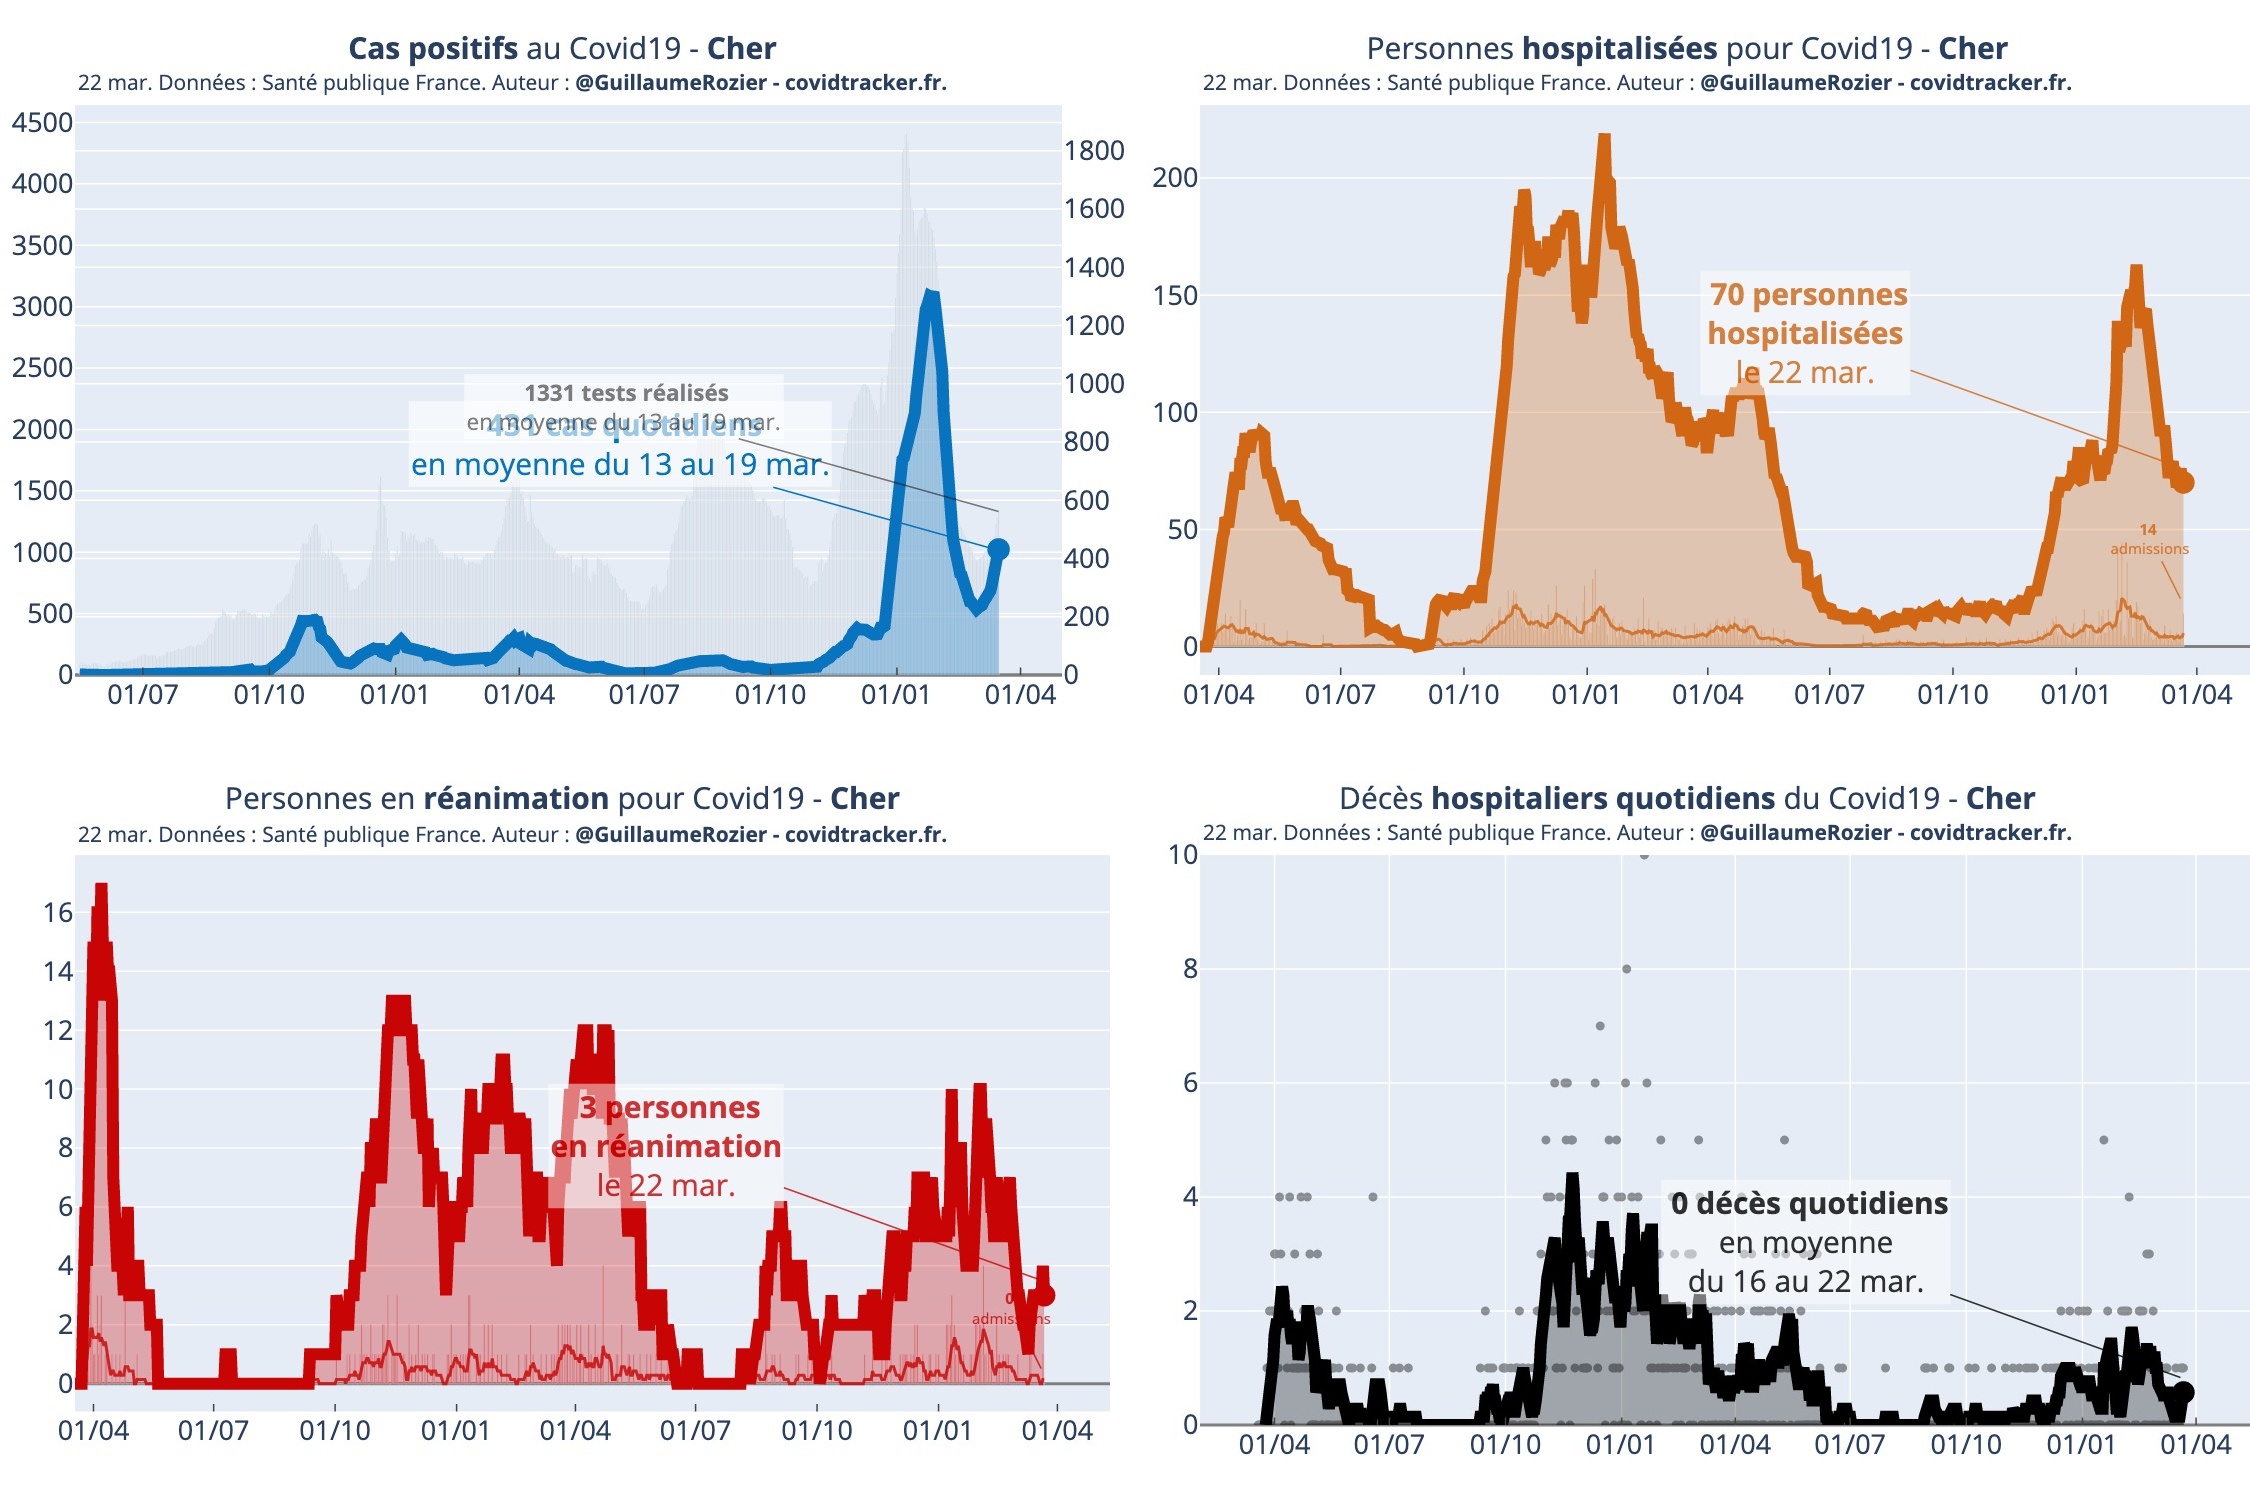 Cas positifs au Covid19 - Cher
22 mar. Données : Santé publique France. Auteur : @GuillaumeRozier - covidtracker.fr.
4500
4000
3500
3000
2500
2000
1500
1000
500
0
1800
1600
1400
1200
1000
800
600
400
200
0
1331 tests réalisés
en moyenne du 13 au 19 mar.
cas quotidiens
en moyenne du 13 au 19 mar.
01/07 01/10 01/01 01/04 01/07 01/10 01/01 01/04
Personnes hospitalisées pour Covid19 - Cher
22 mar. Données : Santé publique France. Auteur : @GuillaumeRozier - covidtracker.fr.
200
150
100
50
0
70 personnes
hospitalisées
le 22 mar.
14
admissions
01/04 01/07 01/10 01/01 01/04 01/07 01/10 01/01 01/04
Personnes en réanimation pour Covid19 - Cher
22 mar. Données : Santé publique France. Auteur : @GuillaumeRozier - covidtracker.fr.
16
14
12
10
8
6
4
2
0
3 personnes
en réanimation
le 22 mar.
0
admissions
01/04 01/07 01/10 01/01 01/04 01/07 01/10 01/01 01/04
Décès hospitaliers quotidiens du Covid19 - Cher
22 mar. Données : Santé publique France. Auteur : @GuillaumeRozier - covidtracker.fr.
10
8
6
4
2
0
0 décès quotidiens
en moyenne
du 16 au 22 mar.
01/04 01/07 01/10 01/01 01/04 01/07 01/10 01/01 01/04